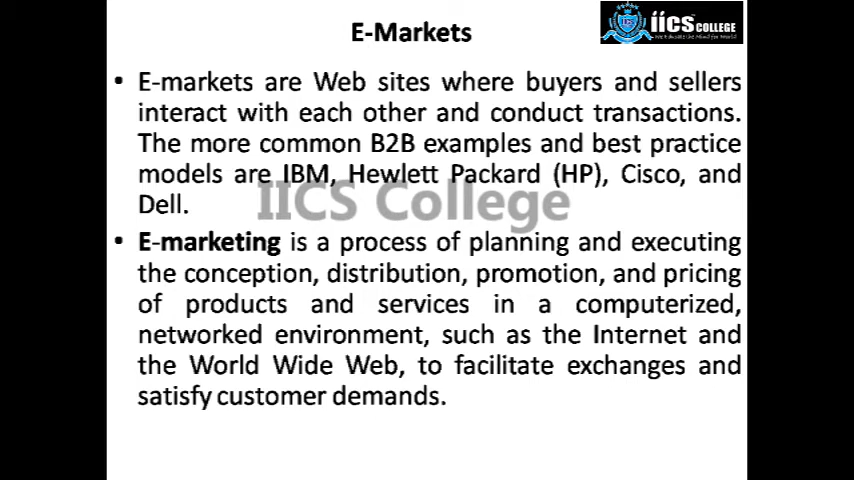 E-Markets
iics COLLEGE
• E-markets are Web sites where buyers and sellers
interact with each other and conduct transactions.
The more common B2B examples and best practice
models are IBM, Hewlett Packard (HP), Cisco, and
Dell.
IICS College
• E-marketing is a process of planning and executing
the conception, distribution, promotion, and pricing
of products and services in a computerized,
networked environment, such as the Internet and
the World Wide Web, to facilitate exchanges and
satisfy customer demands.